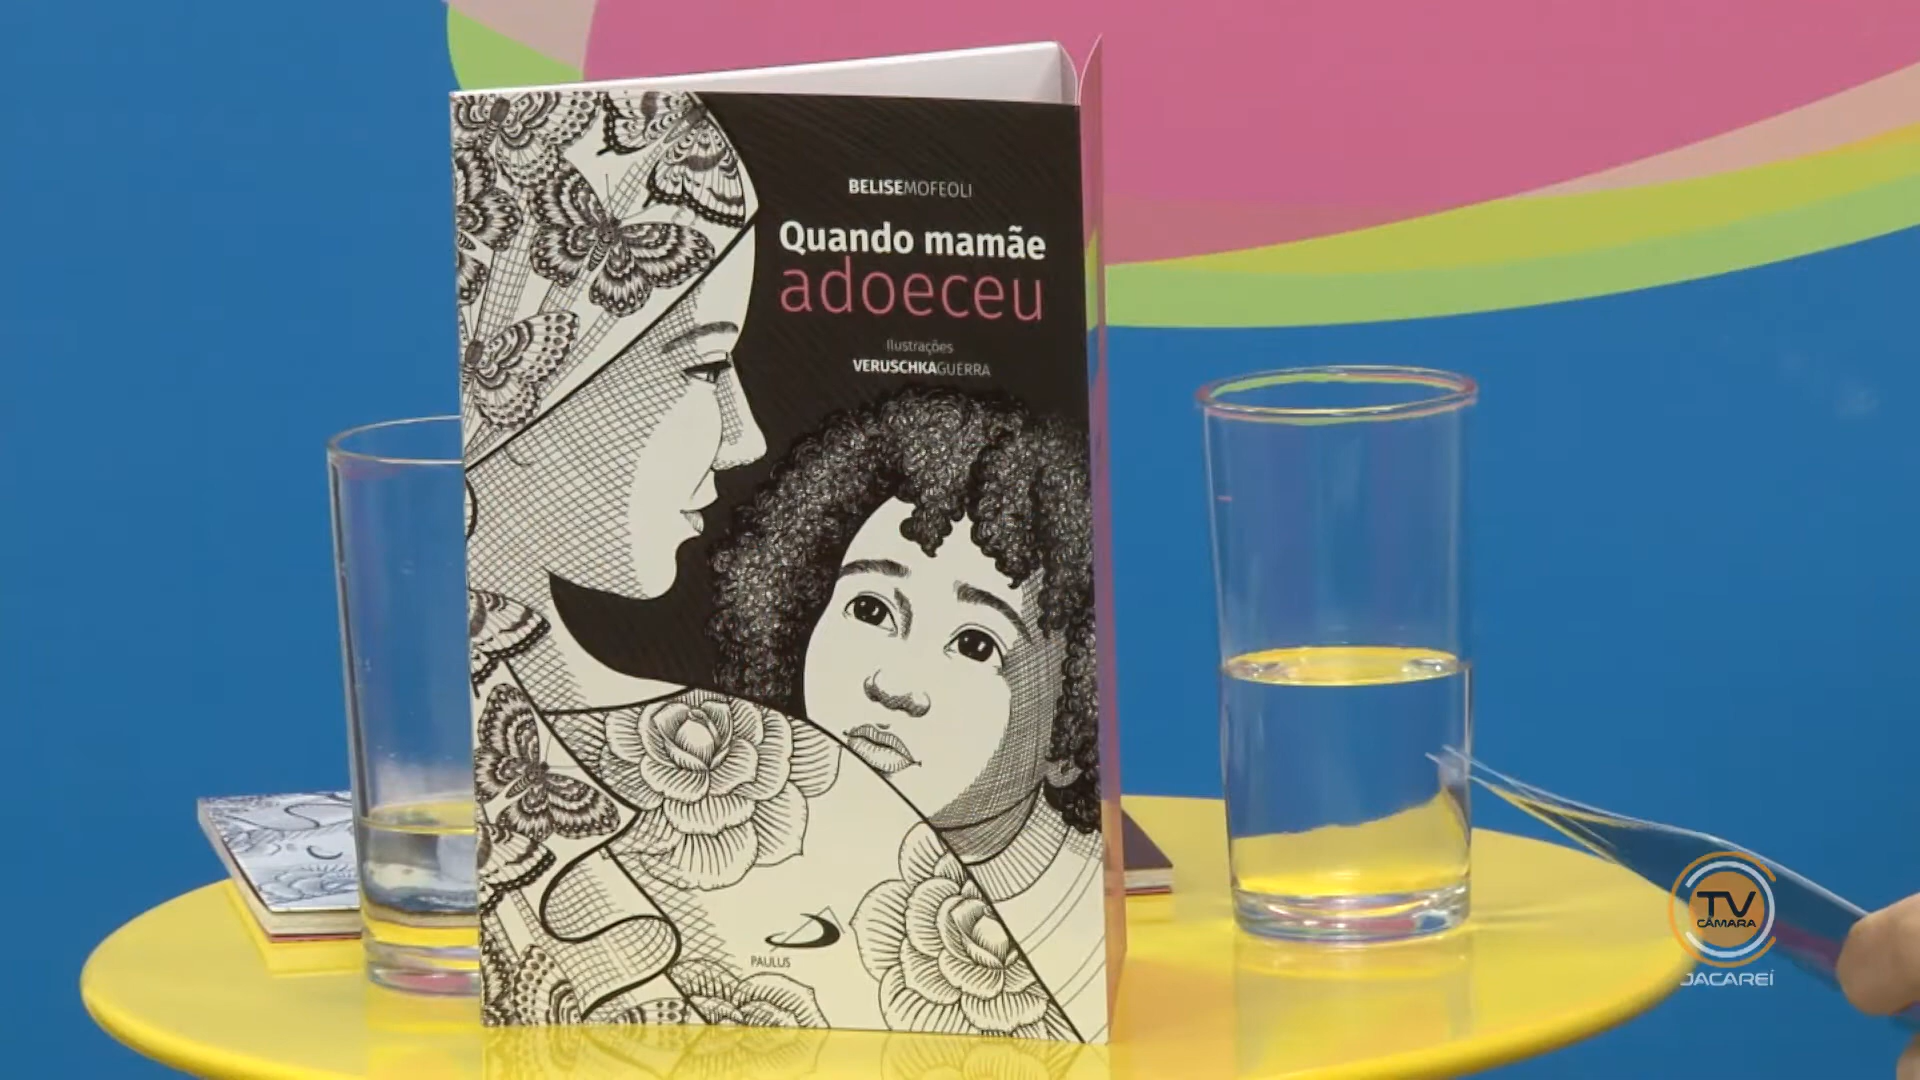 BELISEMOFEOLI
Quando mamãe
adoeceu
Ilustrações
VERUSCHKAGUERRA
PAULUS
TV
CÂMARA
JACAREÍ